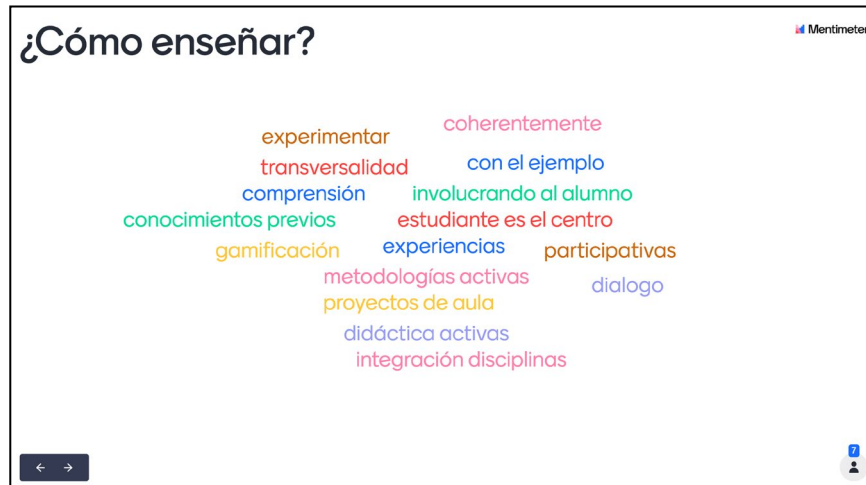 ¿Cómo enseñar?
Mentimeter
coherentemente
experimentar
transversalidad
con el ejemplo
comprensión
involucrando al alumno
conocimientos previos
estudiante es el centro
gamificación
experiencias
participativas
metodologías activas
dialogo
proyectos de aula
didáctica activas
integración disciplinas
7